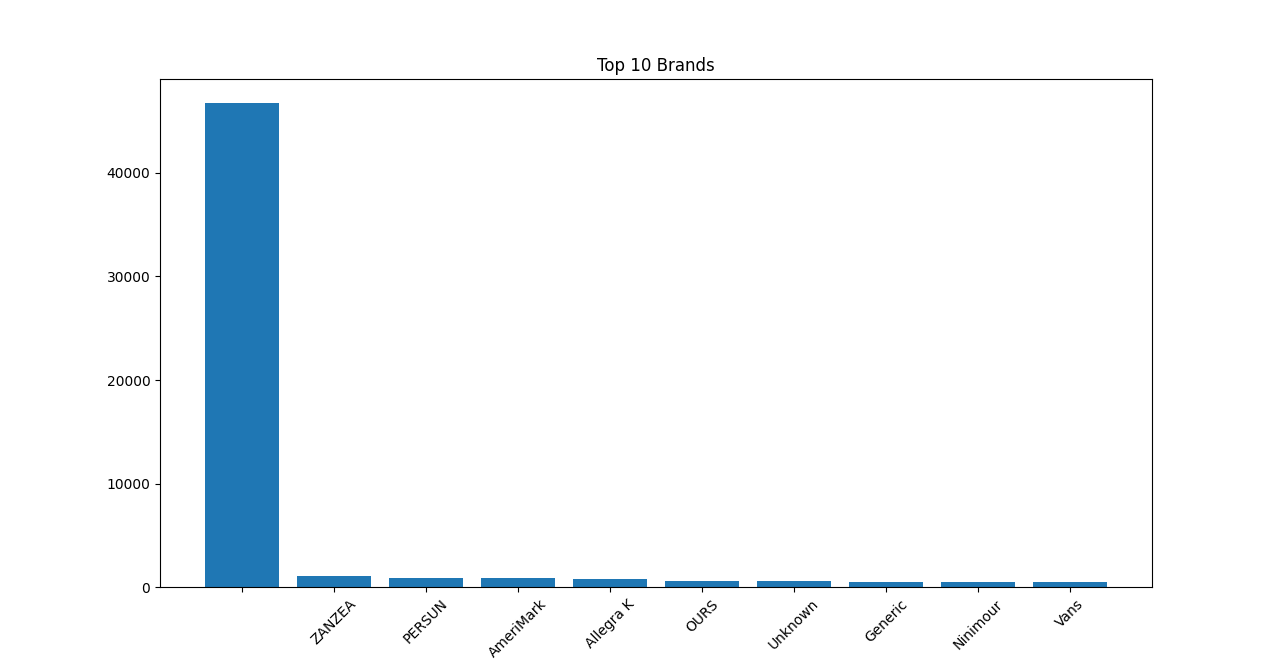 Top 10 Brands
40000
30000
20000
10000
0
ZANZEA
PERSUN
AmeriMark
Allegra K
OURS
Unknown
Generic
Ninimour
Vans